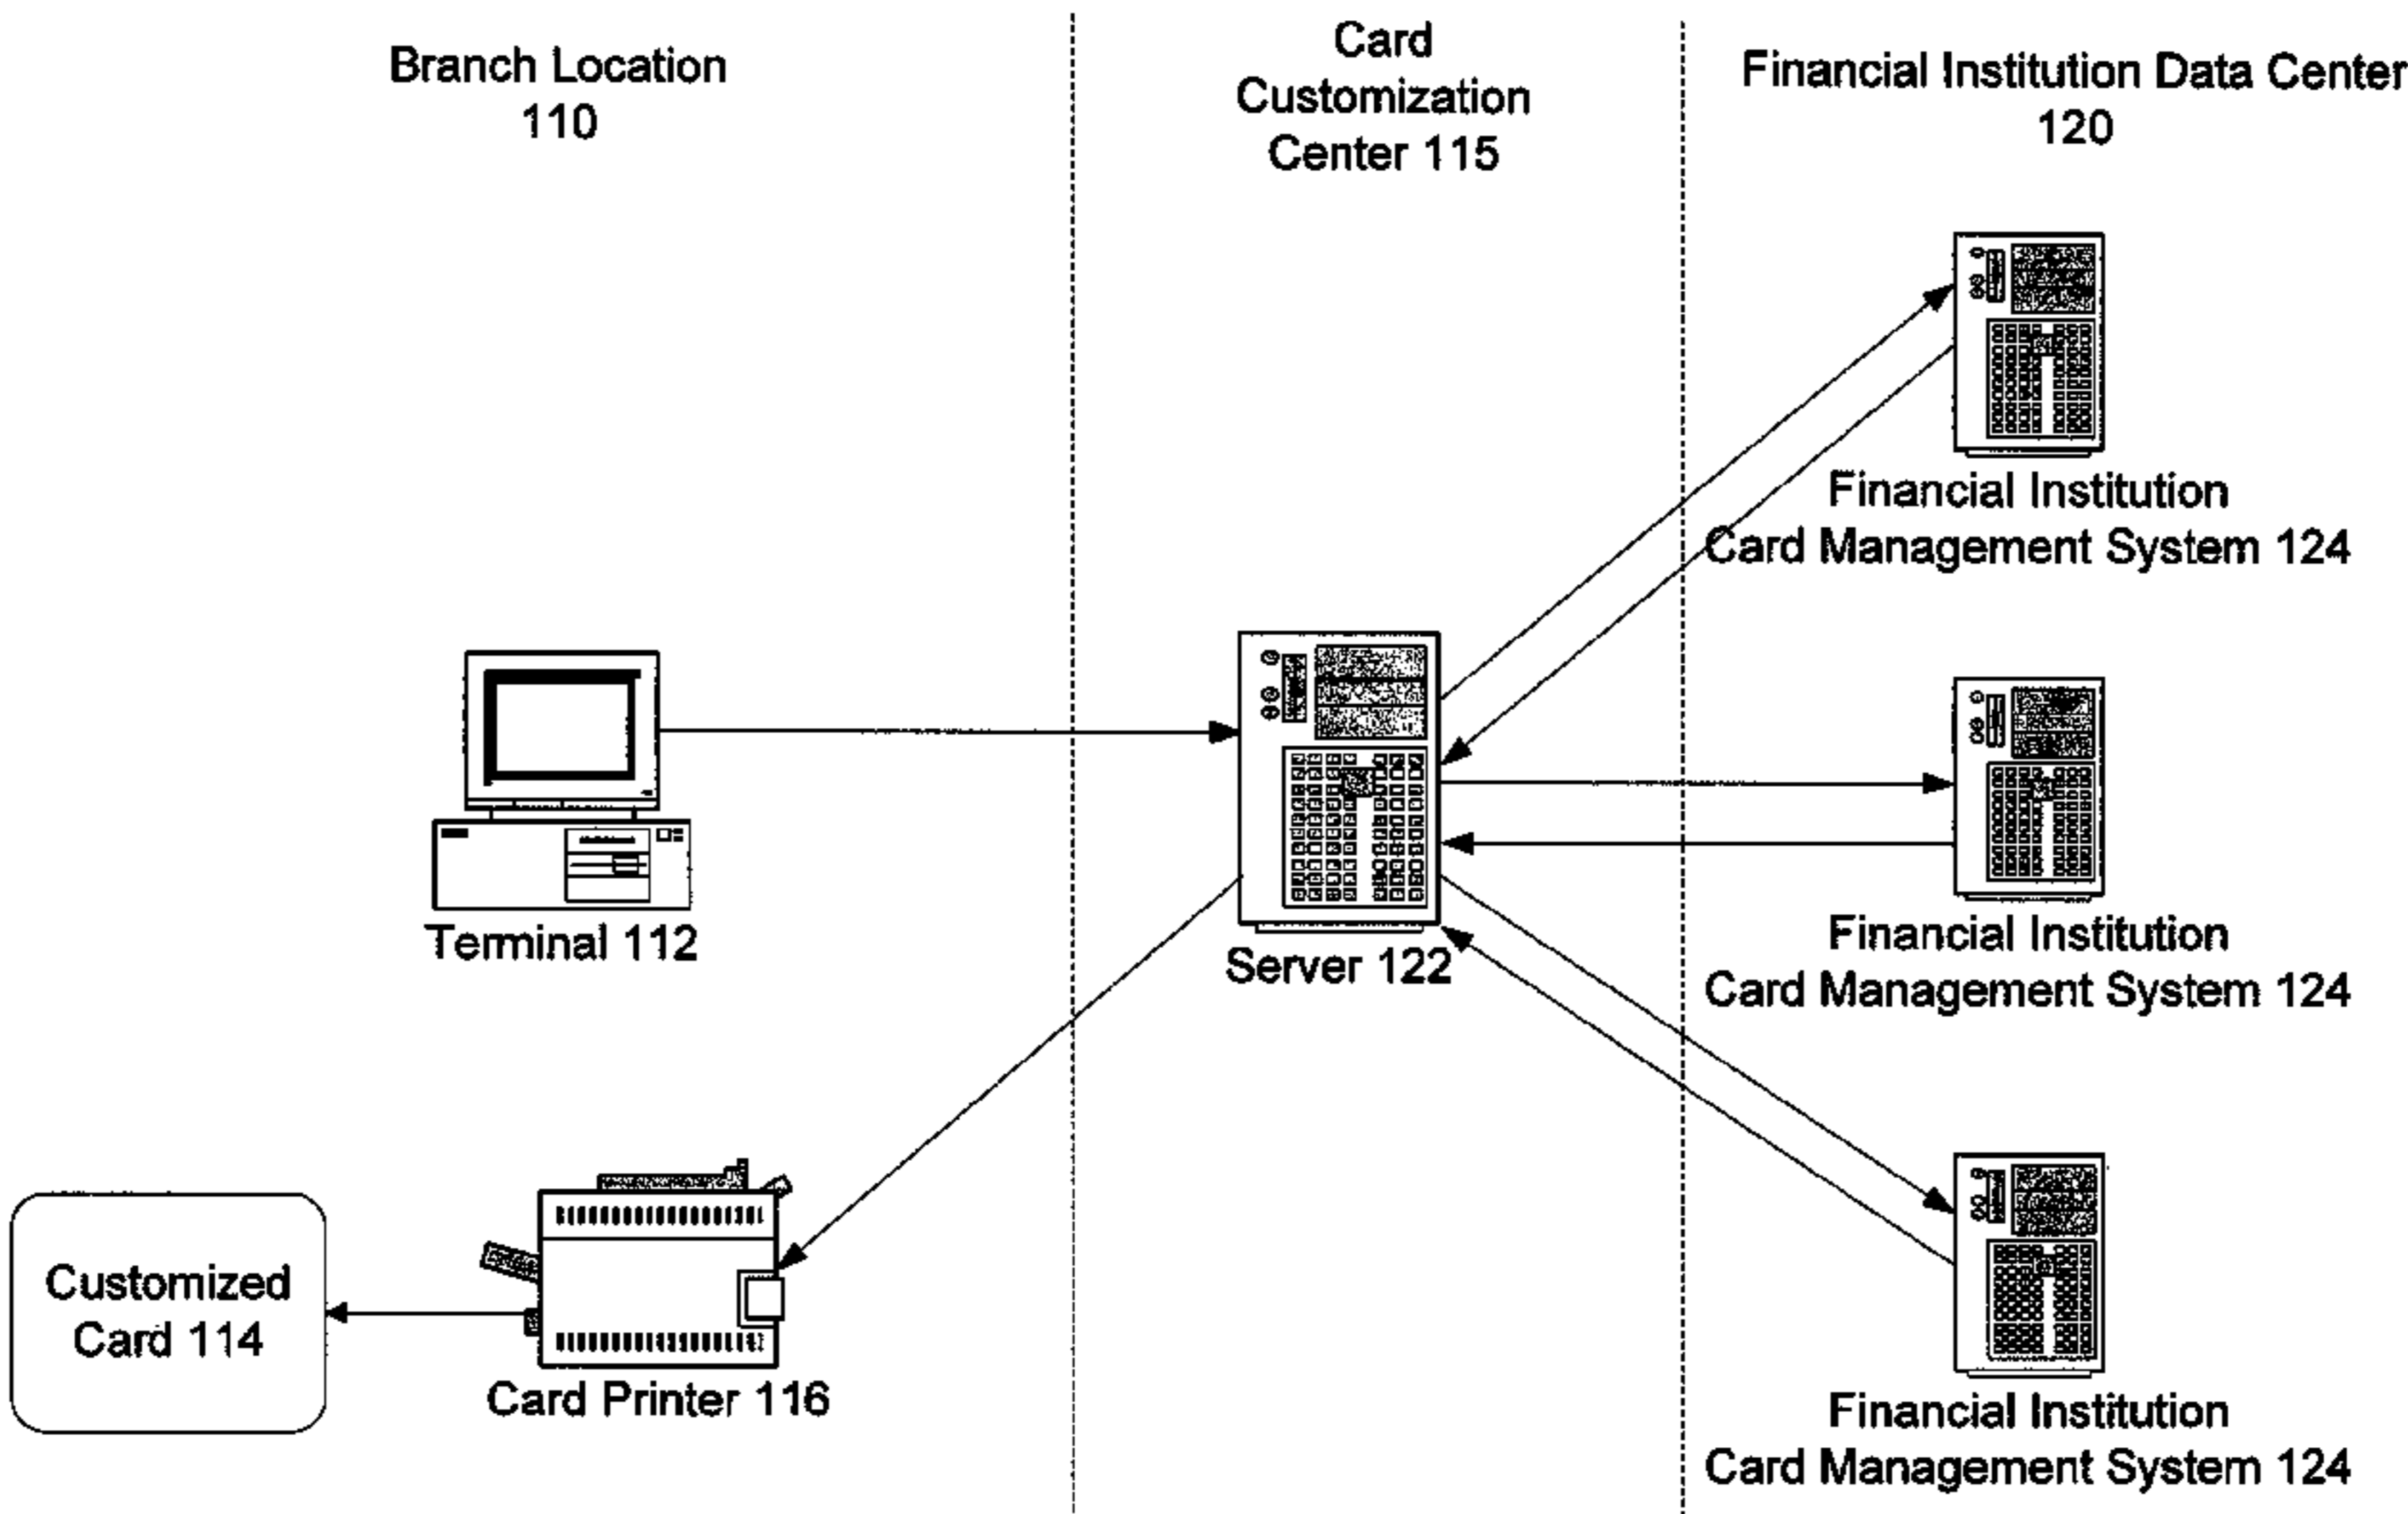 Branch Location
110
Card
Customization
Center 115
Financial Institution Data Center
120
Financial Institution
Card Management System 124
Terminal 112
Server 122
Financial Institution
Card Management System 124
Customized
Card 114
Card Printer 116
Financial Institution
Card Management System 124